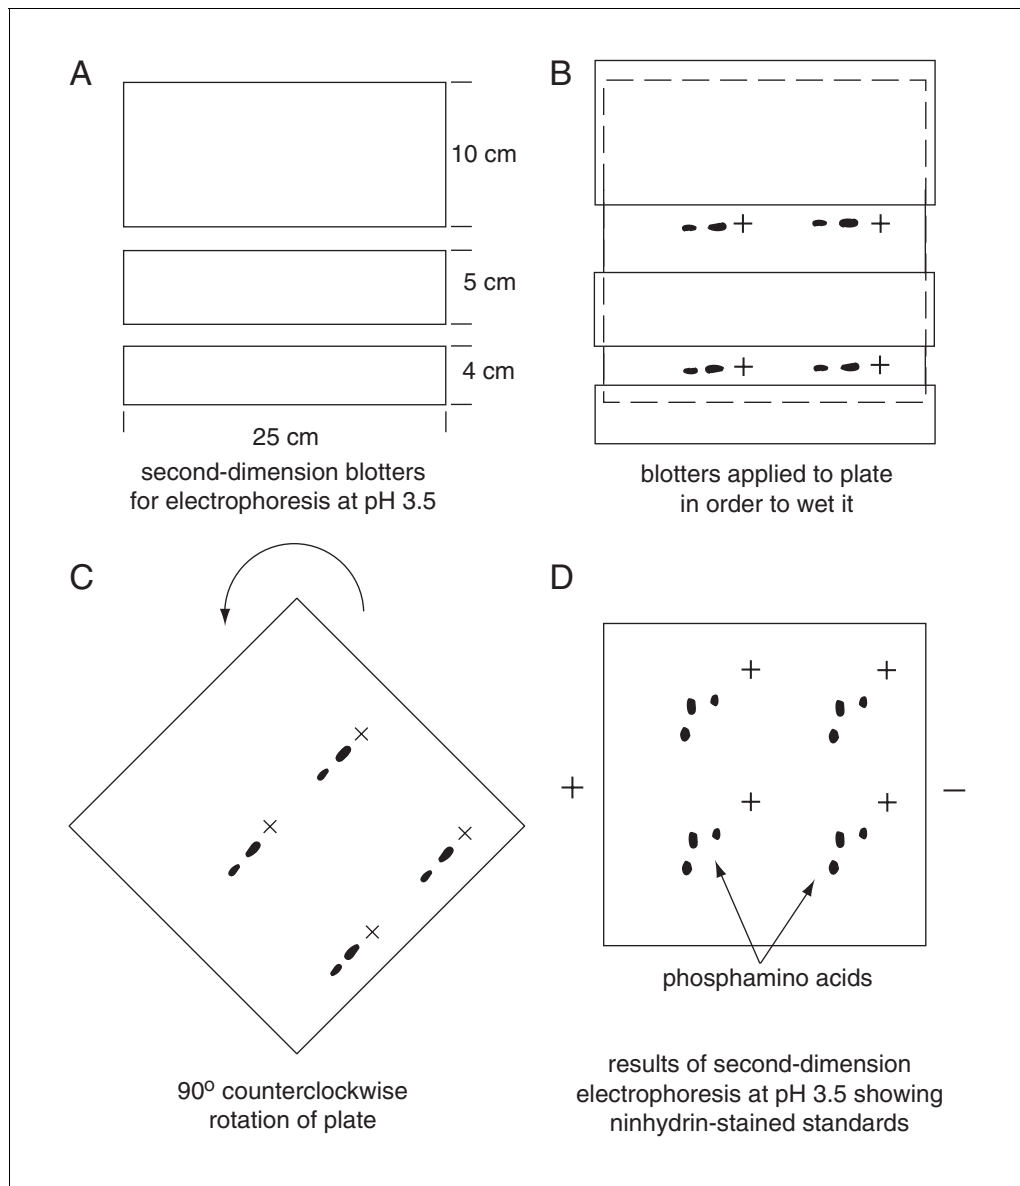 A
10 cm
5 cm
4 cm
25 cm
second-dimension blotters
for electrophoresis at pH 3.5
B
+ +
+ +
blotters applied to plate
in order to wet it
C
×
×
×
×
90º counterclockwise
rotation of plate
D
+ +
+ −
+ +
phosphamino acids
results of second-dimension
electrophoresis at pH 3.5 showing
ninhydrin-stained standards